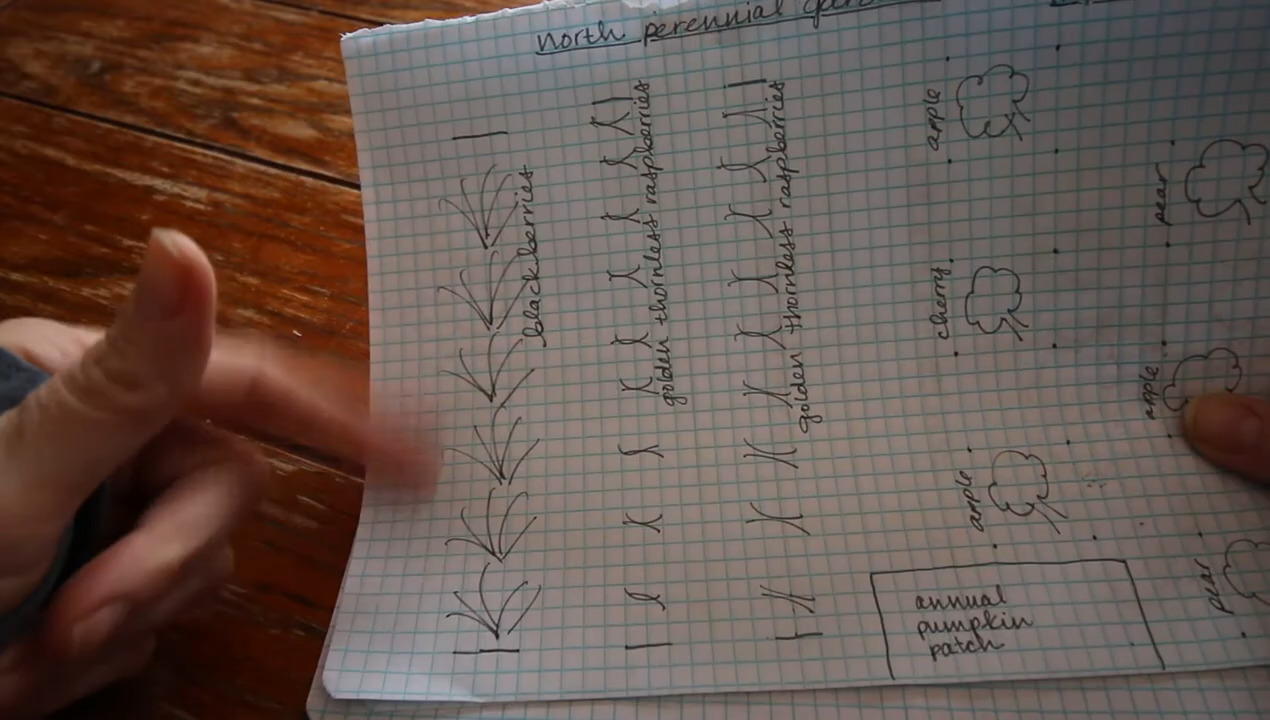 north perennial
blackberries
golden thornless raspberries
golden thornless raspberries
apple
cherry
apple
pear
apple
pear
annual
pumpkin
patch